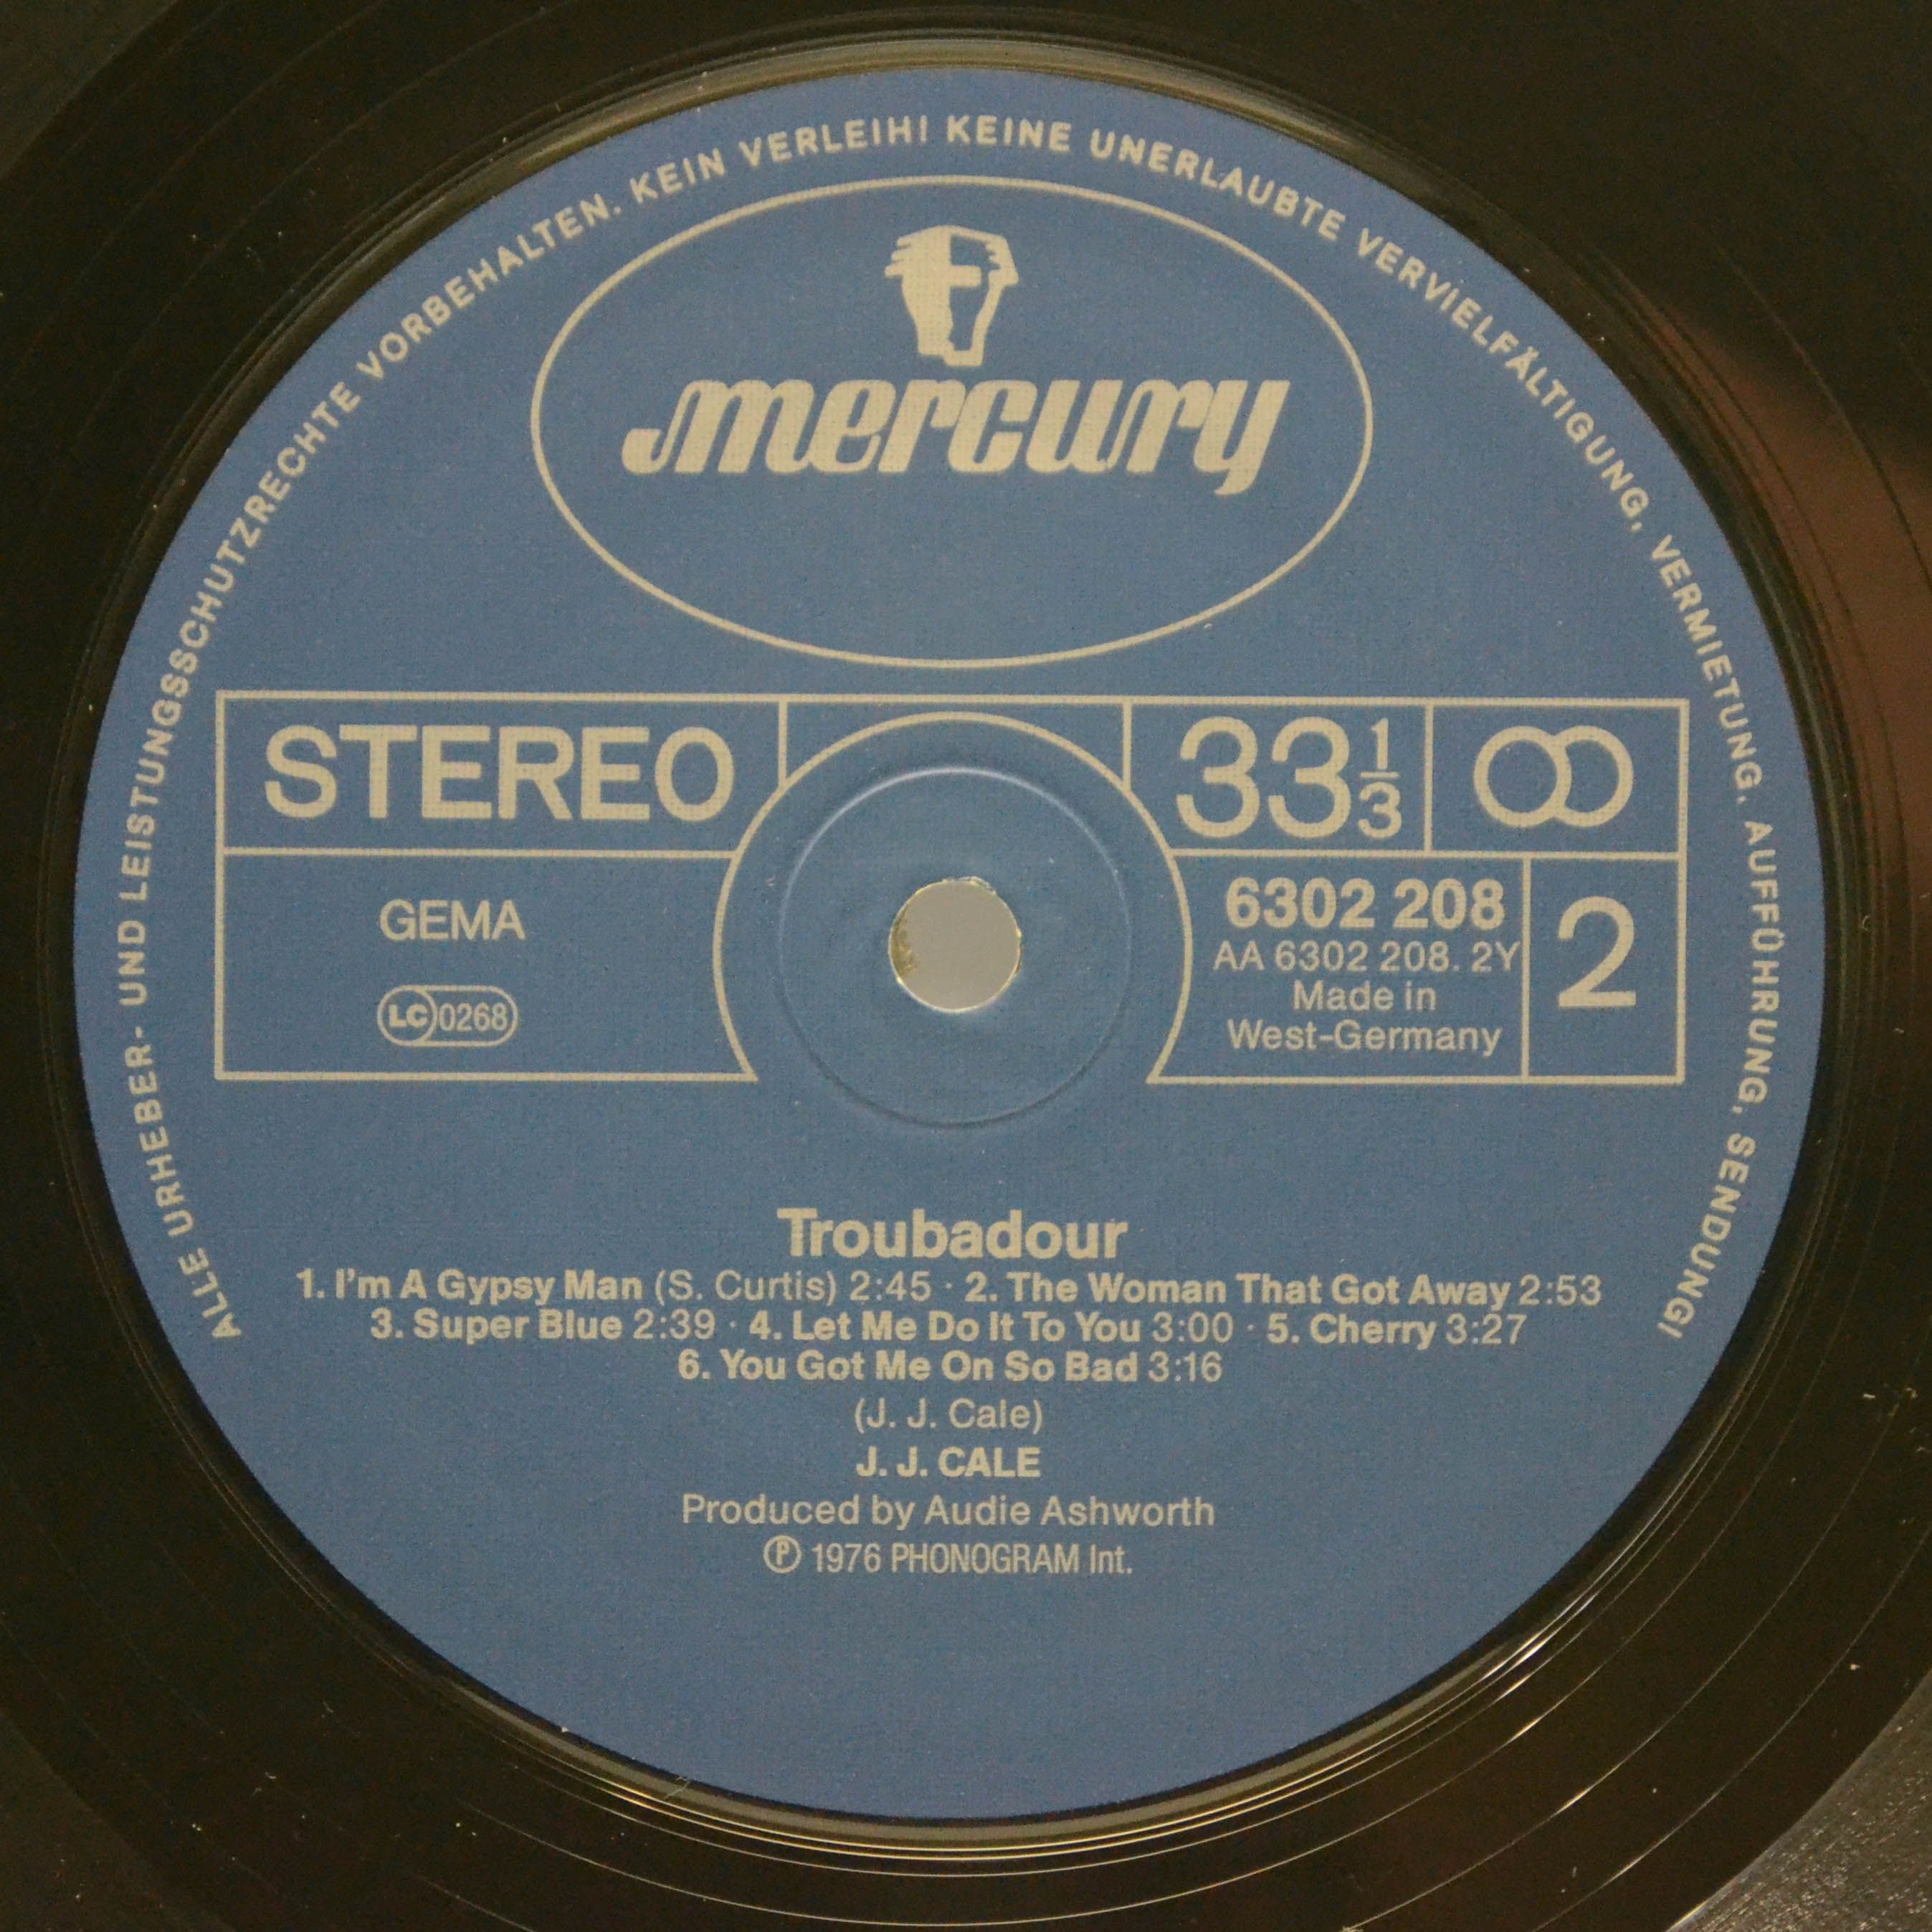 ALLE URHEBER- UND LEISTUNGSSCHUTZRECHTE VORBEHALTEN. KEIN VERLEIH! KEINE UNERLAUBTE VERVIELFÄLTIGUNG, VERMIETUNG, AUFFÜHRUNG, SENDUNG!
mercury
STEREO
33 1/3
GEMA
LC 0268
6302 208
AA 6302 208. 2Y
Made in
West-Germany
2
Troubadour
1. I'm A Gypsy Man (S. Curtis) 2:45 · 2. The Woman That Got Away 2:53
3. Super Blue 2:39 · 4. Let Me Do It To You 3:00 · 5. Cherry 3:27
6. You Got Me On So Bad 3:16
(J. J. Cale)
J. J. CALE
Produced by Audie Ashworth
℗ 1976 PHONOGRAM Int.